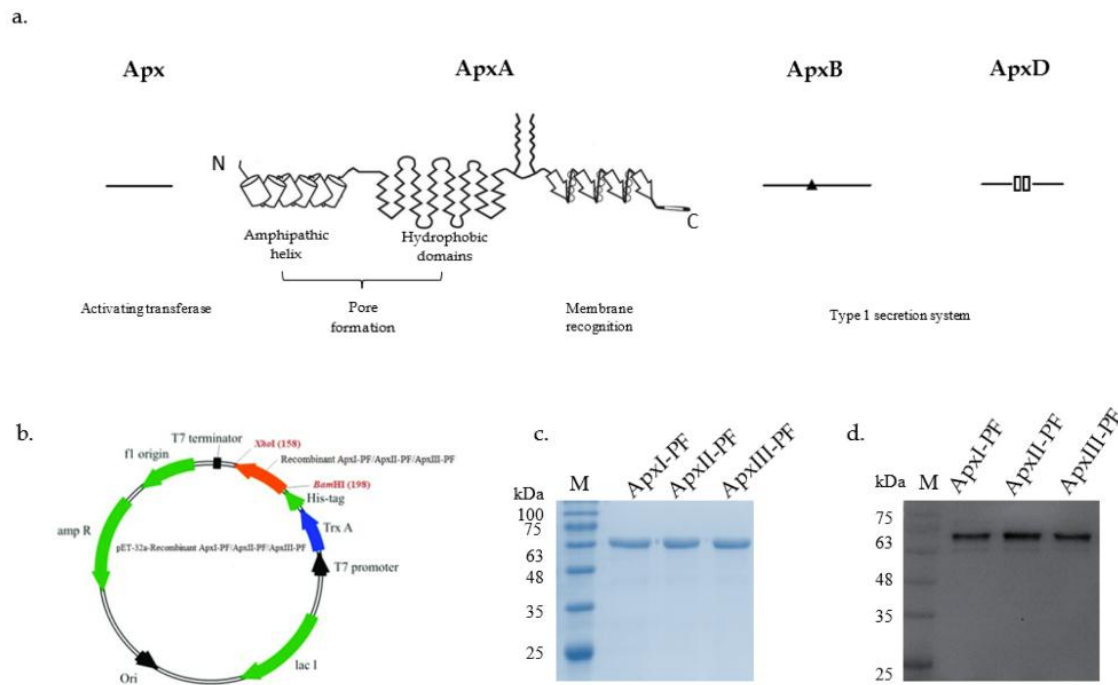 a.
Apx ApxA ApxB ApxD
N
C
Amphipathic
helix
Hydrophobic
domains
Activating transferase
Pore
formation
Membrane
recognition
Type 1 secretion system
b.
T7 terminator
XhoI (158)
f1 origin
Recombinant ApxI-PF/ApxII-PF/ApxIII-PF
BamHI (198)
His-tag
amp R
Trx A
pET-32a-Recombinant ApxI-PF/ApxII-PF/ApxIII-PF
T7 promoter
lac l
Ori
c.
kDa M ApxI-PF ApxII-PF ApxIII-PF
100
75
63
48
35
25
d.
kDa M ApxI-PF ApxII-PF ApxIII-PF
75
63
48
35
25